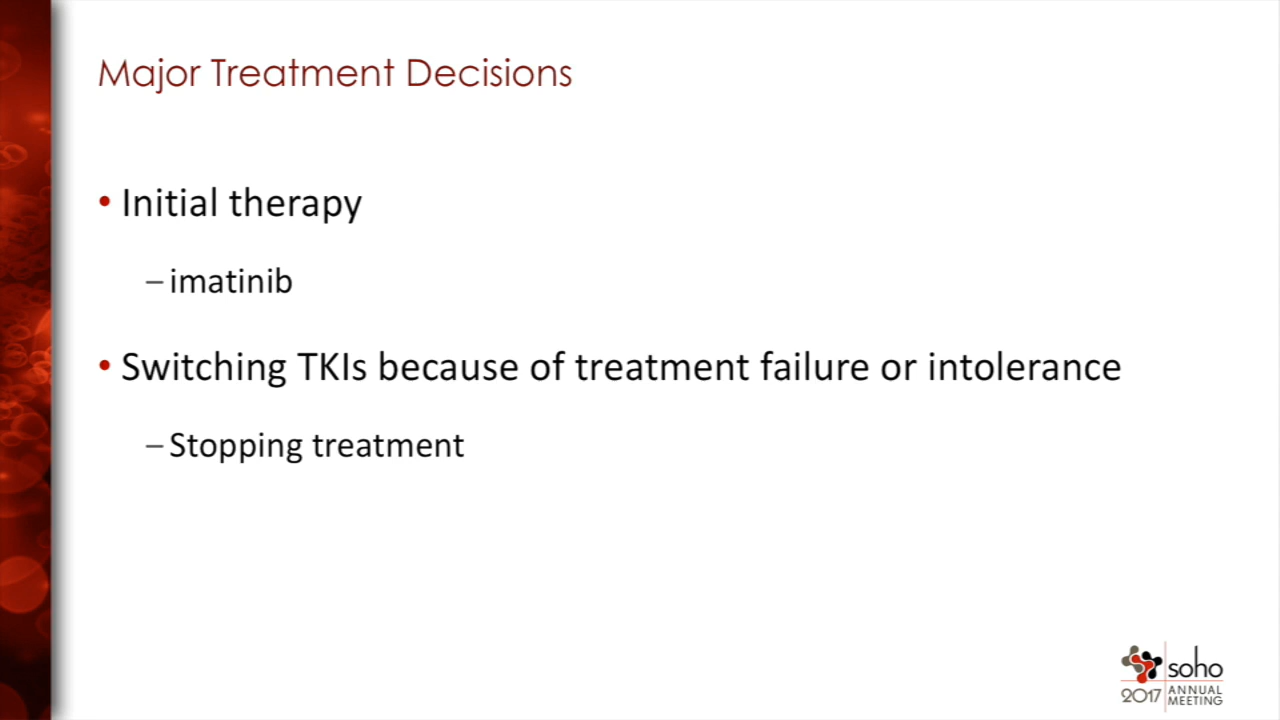 Major Treatment Decisions
• Initial therapy
– imatinib
• Switching TKIs because of treatment failure or intolerance
– Stopping treatment
soho
2017 ANNUAL
MEETING